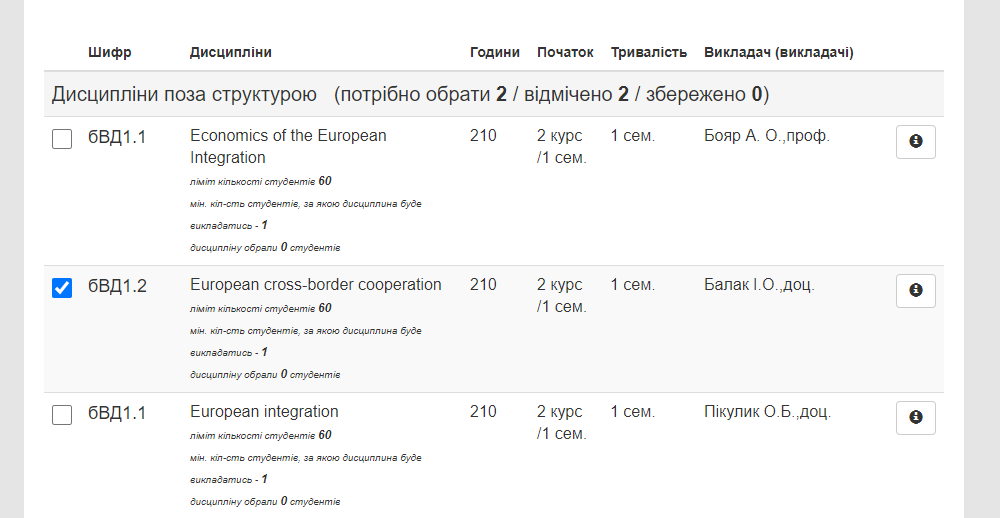 Шифр Дисципліни Години Початок Тривалість Викладач (викладачі)
Дисципліни поза структурою (потрібно обрати 2 / відмічено 2 / збережено 0)
бВД1.1 Economics of the European 210 2 курс 1 сем. Бояр А. О.,проф.
Integration /1 сем.
ліміт кількості студентів 60
мін. кіл-сть студентів, за якою дисципліна буде
викладатись - 1
дисципліну обрали 0 студентів
бВД1.2 European cross-border cooperation 210 2 курс 1 сем. Балак І.О.,доц.
/1 сем.
ліміт кількості студентів 60
мін. кіл-сть студентів, за якою дисципліна буде
викладатись - 1
дисципліну обрали 0 студентів
бВД1.1 European integration 210 2 курс 1 сем. Пікулик О.Б.,доц.
/1 сем.
ліміт кількості студентів 60
мін. кіл-сть студентів, за якою дисципліна буде
викладатись - 1
дисципліну обрали 0 студентів